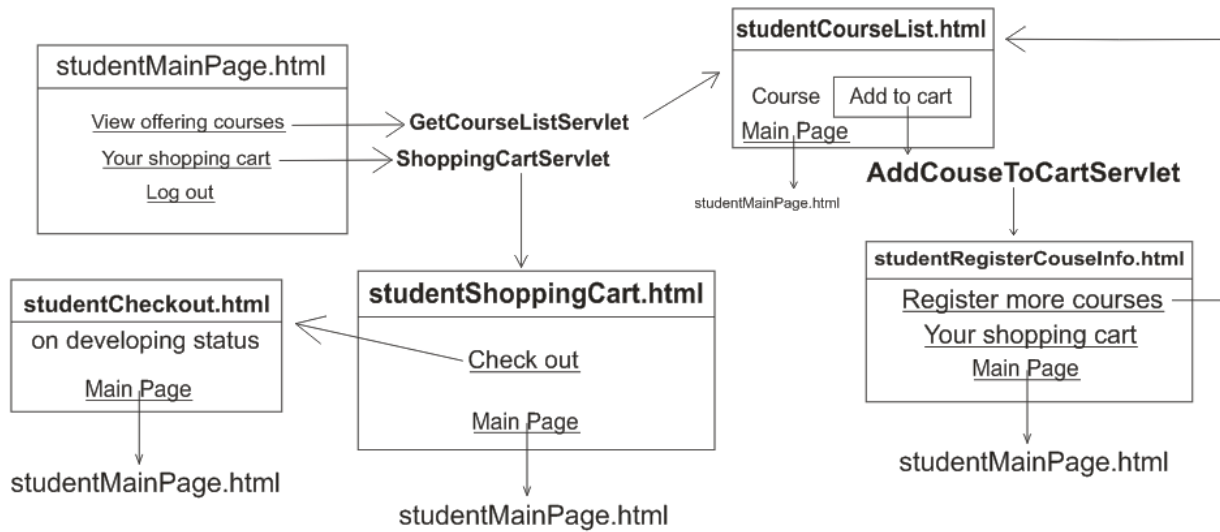 studentMainPage.html
View offering courses
Your shopping cart
Log out
GetCourseListServlet
ShoppingCartServlet
studentCourseList.html
Course
Add to cart
Main Page
studentMainPage.html
AddCouseToCartServlet
studentRegisterCouseInfo.html
Register more courses
Your shopping cart
Main Page
studentMainPage.html
studentShoppingCart.html
Check out
Main Page
studentMainPage.html
studentCheckout.html
on developing status
Main Page
studentMainPage.html